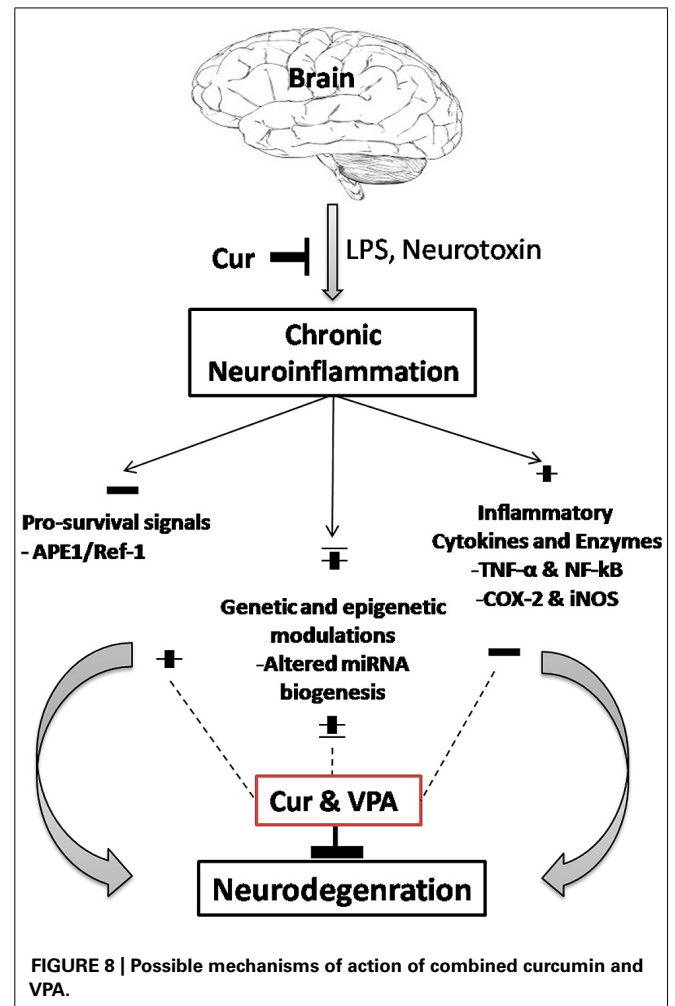 Brain
Cur
LPS, Neurotoxin
Chronic
Neuroinflammation
Pro-survival signals
- APE1/Ref-1
Inflammatory
Cytokines and Enzymes
-TNF-α & NF-kB
-COX-2 & iNOS
Genetic and epigenetic
modulations
-Altered miRNA
biogenesis
Cur & VPA
Neurodegenration
FIGURE 8 | Possible mechanisms of action of combined curcumin and
VPA.